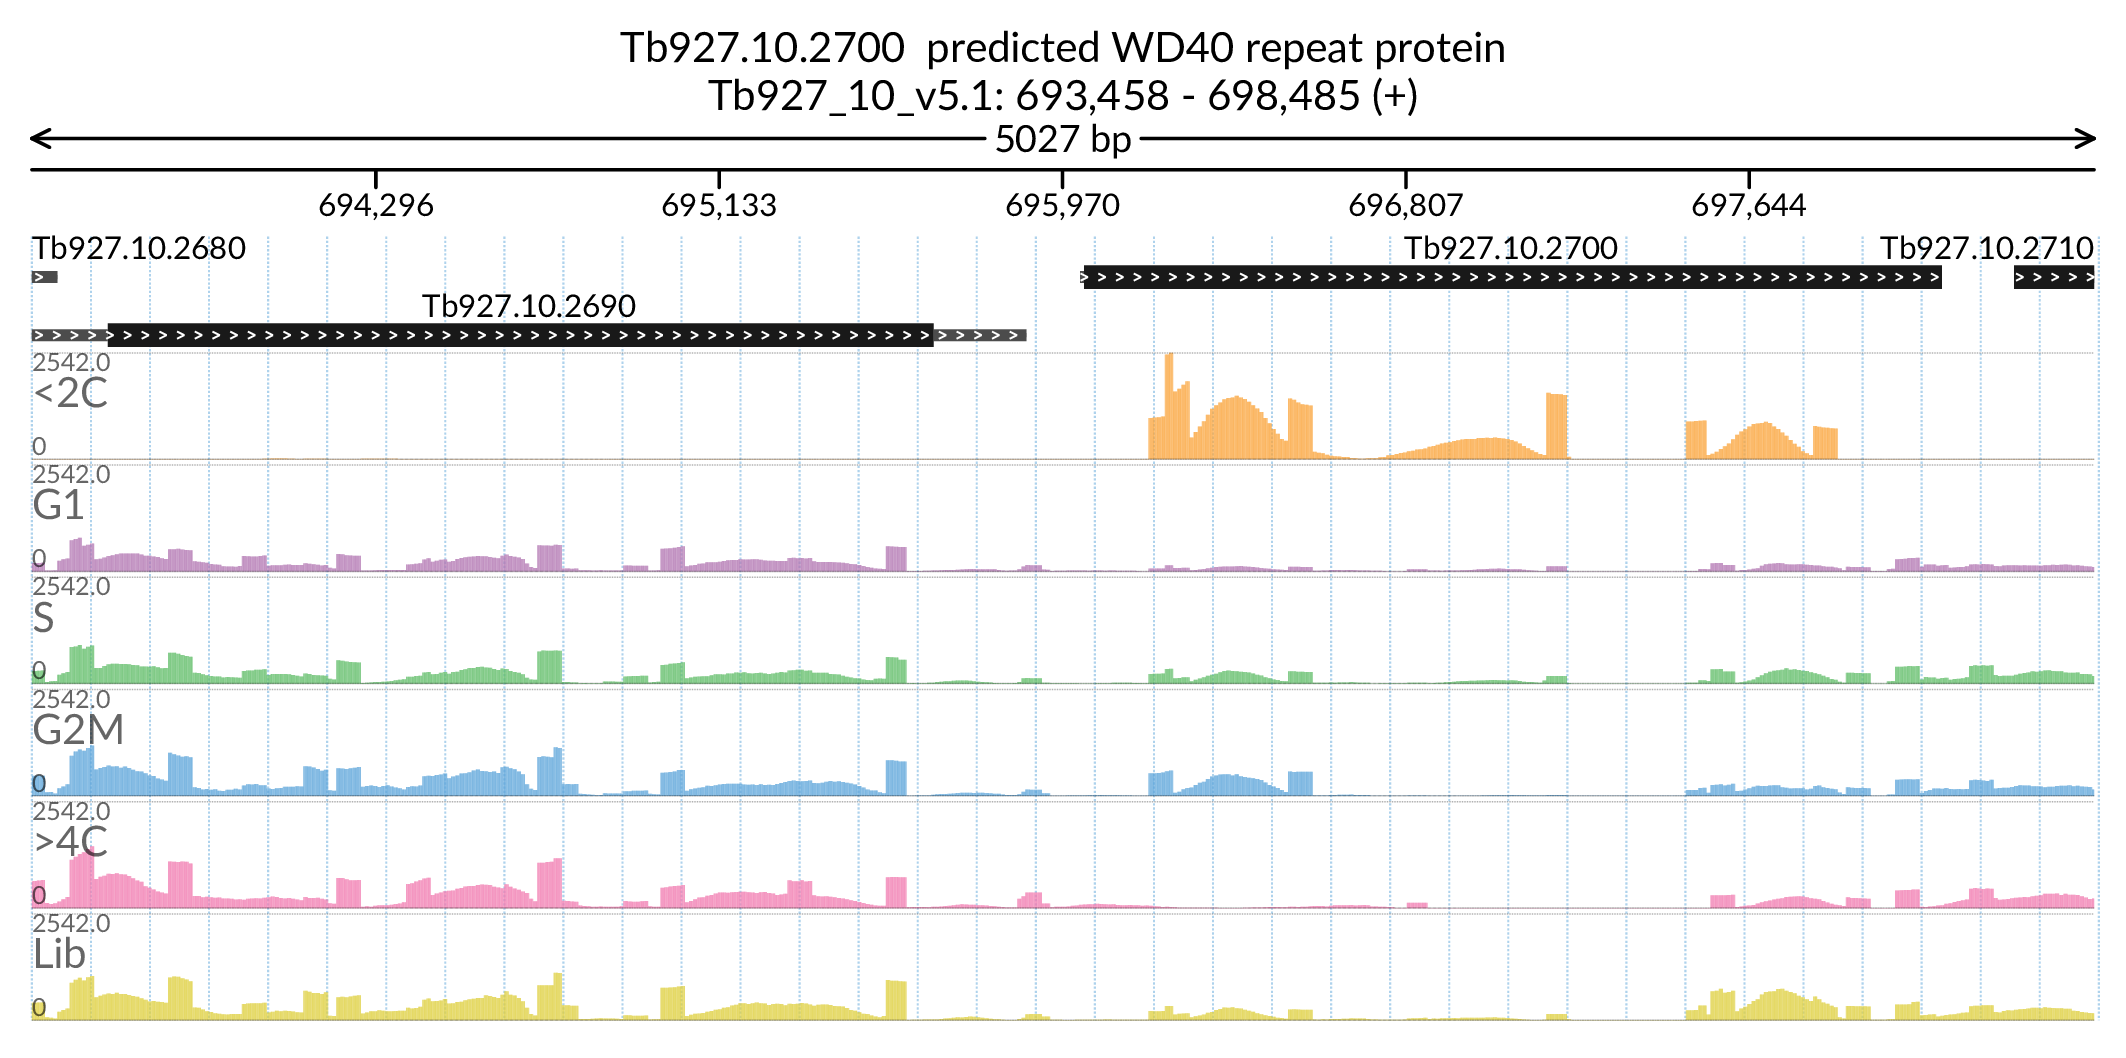 Tb927.10.2700 predicted WD40 repeat protein
Tb927_10_v5.1: 693,458 - 698,485 (+)
5027 bp
694,296 695,133 695,970 696,807 697,644
Tb927.10.2680 Tb927.10.2700 Tb927.10.2710
Tb927.10.2690
2542.0
<2C
0
2542.0
G1
0
2542.0
S
0
2542.0
G2M
0
2542.0
>4C
0
2542.0
Lib
0